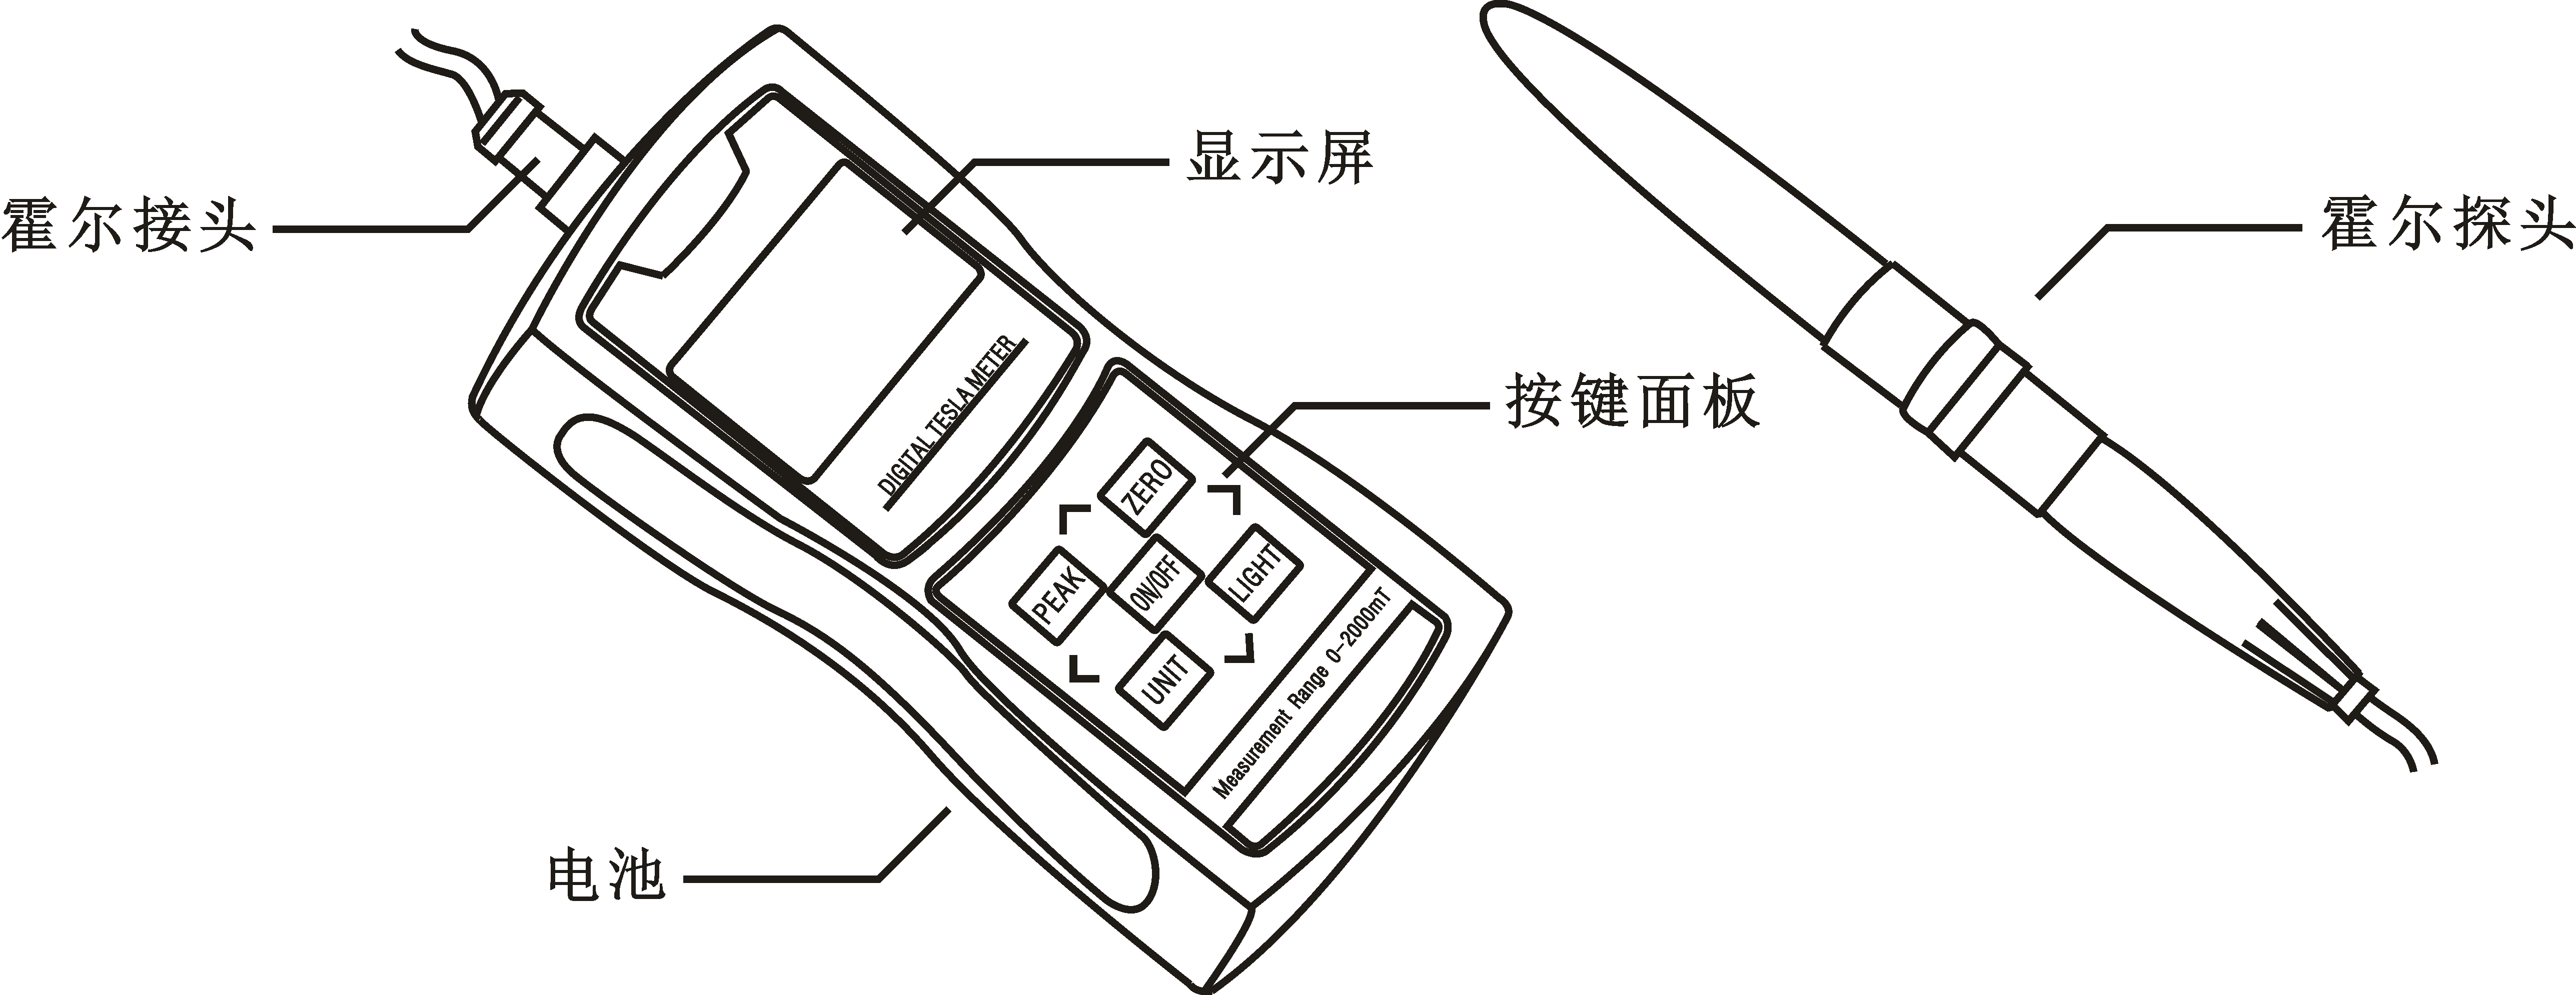 显示屏
霍尔接头
霍尔探头
按键面板
电池
DIGITAL TESLA METER
ZERO
PEAK
ON/OFF
LIGHT
UNIT
Measurement Range 0-2000mT